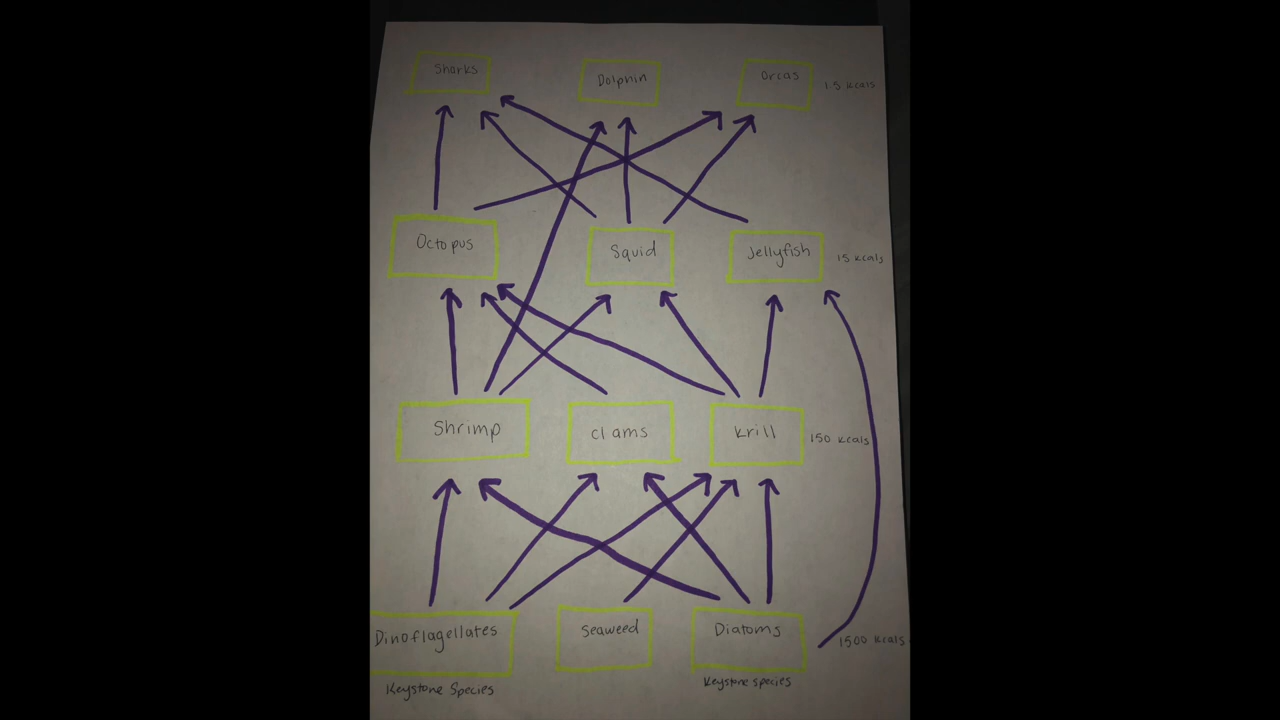 Sharks
Dolphin
Orcas
1.5 kcals
Octopus
Squid
Jellyfish
15 kcals
Shrimp
clams
krill
150 kcals
Dinoflagellates
Seaweed
Diatoms
1500 kcals
Keystone Species
Keystone species